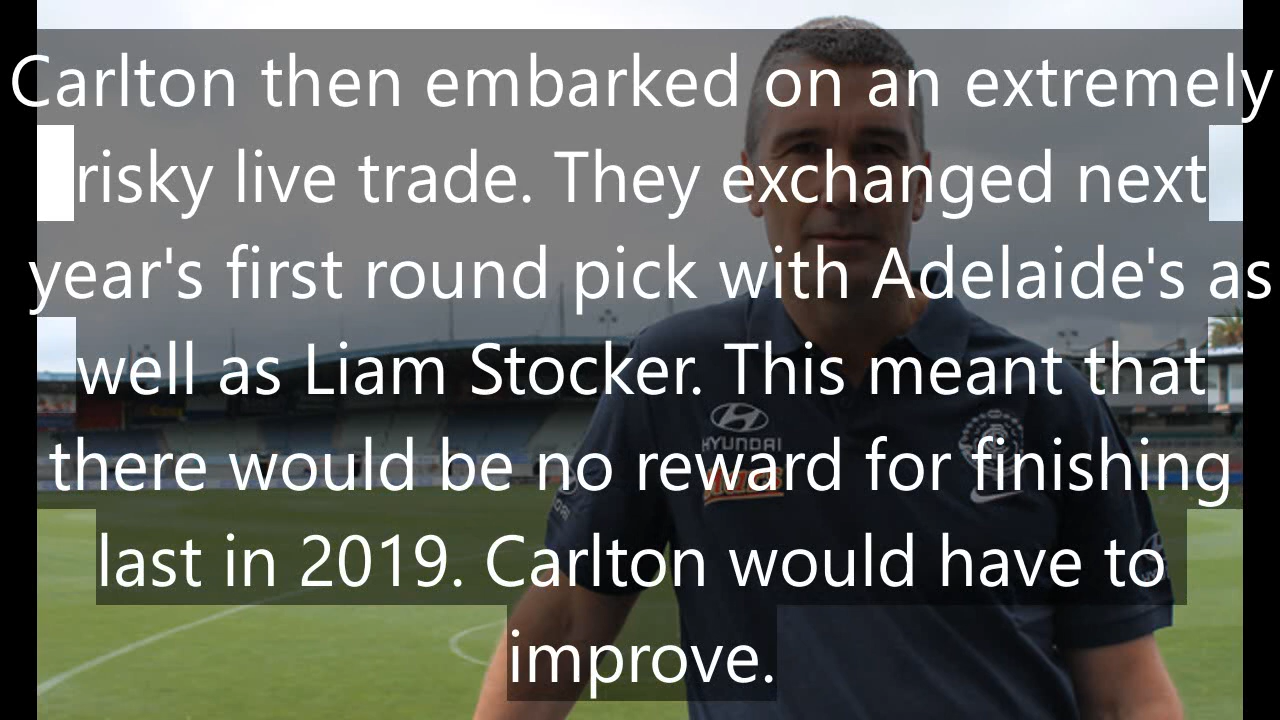 Carlton then embarked on an extremely
risky live trade. They exchanged next
year's first round pick with Adelaide's as
well as Liam Stocker. This meant that
there would be no reward for finishing
last in 2019. Carlton would have to
improve.
HYUNDAI